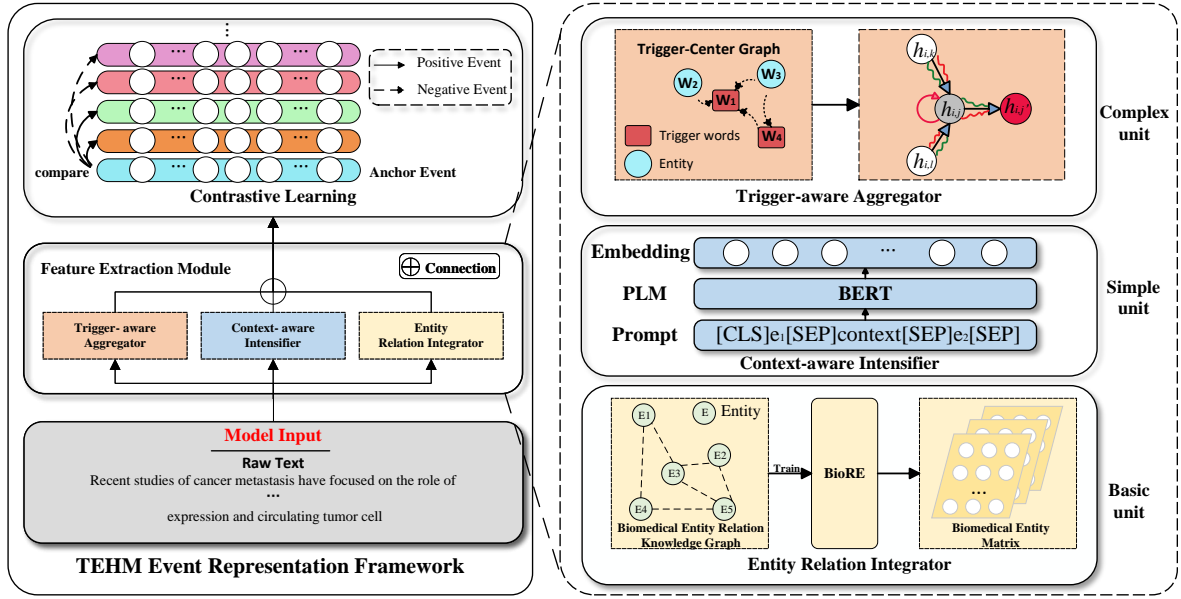 ⋮
... ...
... ...
... ...
... ...
... ...
Positive Event
Negative Event
compare
Anchor Event
Contrastive Learning
Feature Extraction Module
Connection
Trigger- aware
Aggregator
Context- aware
Intensifier
Entity
Relation Integrator
Model Input
Raw Text
Recent studies of cancer metastasis have focused on the role of
...
expression and circulating tumor cell
TEHM Event Representation Framework
Trigger-Center Graph
W2
W3
W1
W4
Trigger words
Entity
h_{i,k}
h_{i,j}
h_{i,j}'
h_{i,l}
Trigger-aware Aggregator
Complex
unit
Embedding
...
PLM
BERT
Prompt
[CLS]e1[SEP]context[SEP]e2[SEP]
Context-aware Intensifier
Simple
unit
E1
E
Entity
E2
E3
E4
E5
Biomedical Entity Relation
Knowledge Graph
Train
BioRE
...
Biomedical Entity
Matrix
Entity Relation Integrator
Basic
unit